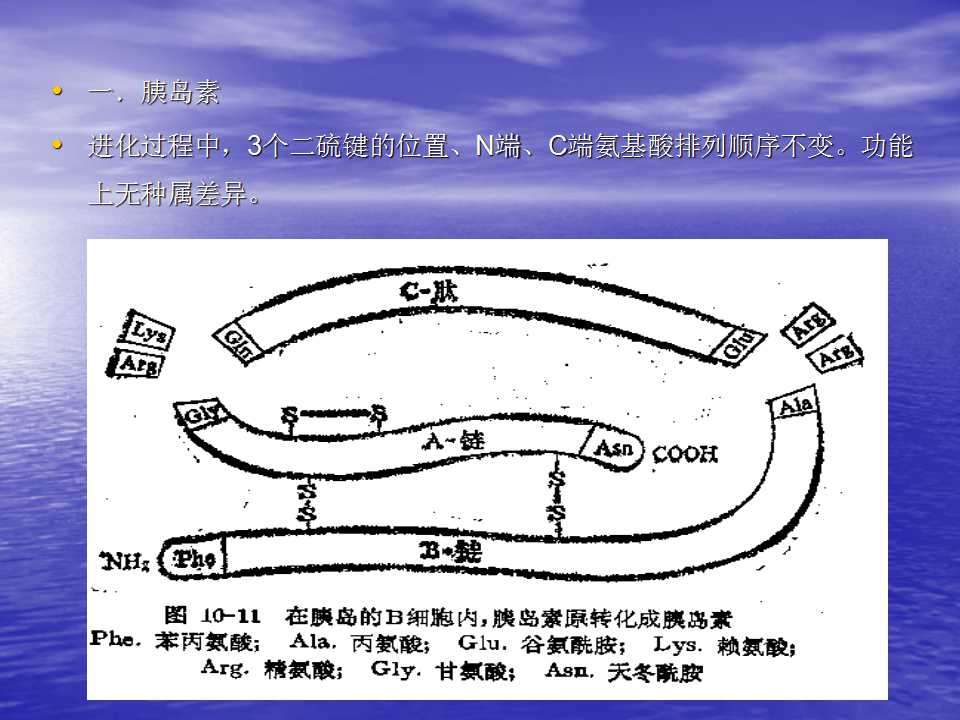 一．胰岛素
进化过程中，3个二硫键的位置、N端、C端氨基酸排列顺序不变。功能
上无种属差异。
C-肽
Lys
Arg
Gln
Glu
Arg
Arg
Gly
S S
A-链
Asn
COOH
Ala
S
S
S
S
NH₂
Phe
B-链
图 10-11 在胰岛的B细胞内，胰岛素原转化成胰岛素
Phe. 苯丙氨酸； Ala. 丙氨酸； Glu. 谷氨酰胺； Lys. 赖氨酸；
Arg. 精氨酸； Gly. 甘氨酸； Asn. 天冬酰胺